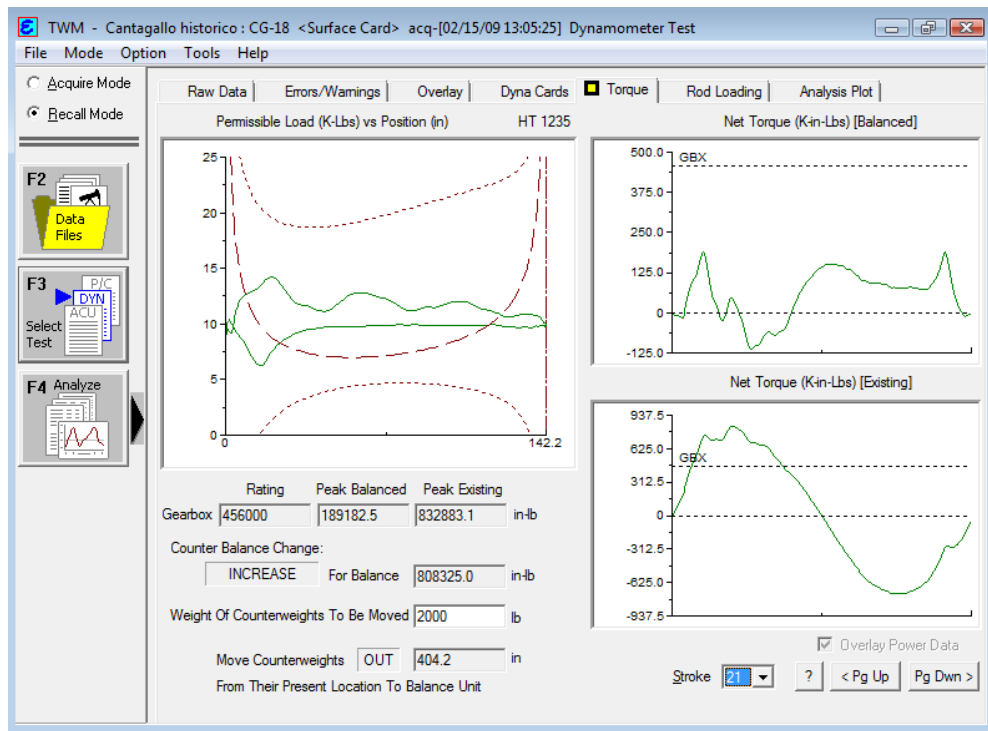 TWM - Cantagallo historico : CG-18 <Surface Card> acq-[02/15/09 13:05:25] Dynamometer Test
File Mode Option Tools Help
Acquire Mode
Recall Mode
F2
Data
Files
F3
P/C
DYN
ACU
Select
Test
F4 Analyze
Raw Data Errors/Warnings Overlay Dyna Cards Torque Rod Loading Analysis Plot
Permissible Load (K-Lbs) vs Position (in) HT 1235
25
20
15
10
5
0
0 142.2
Net Torque (K-in-Lbs) [Balanced]
500.0
GBX
375.0
250.0
125.0
0
-125.0
Net Torque (K-in-Lbs) [Existing]
937.5
625.0
GBX
312.5
0
-312.5
-625.0
-937.5
Rating Peak Balanced Peak Existing
Gearbox 456000 189182.5 832883.1 in-lb
Counter Balance Change:
INCREASE For Balance 808325.0 in-lb
Weight Of Counterweights To Be Moved 2000 lb
Move Counterweights OUT 404.2 in
From Their Present Location To Balance Unit
Overlay Power Data
Stroke 21 ? < Pg Up Pg Dwn >